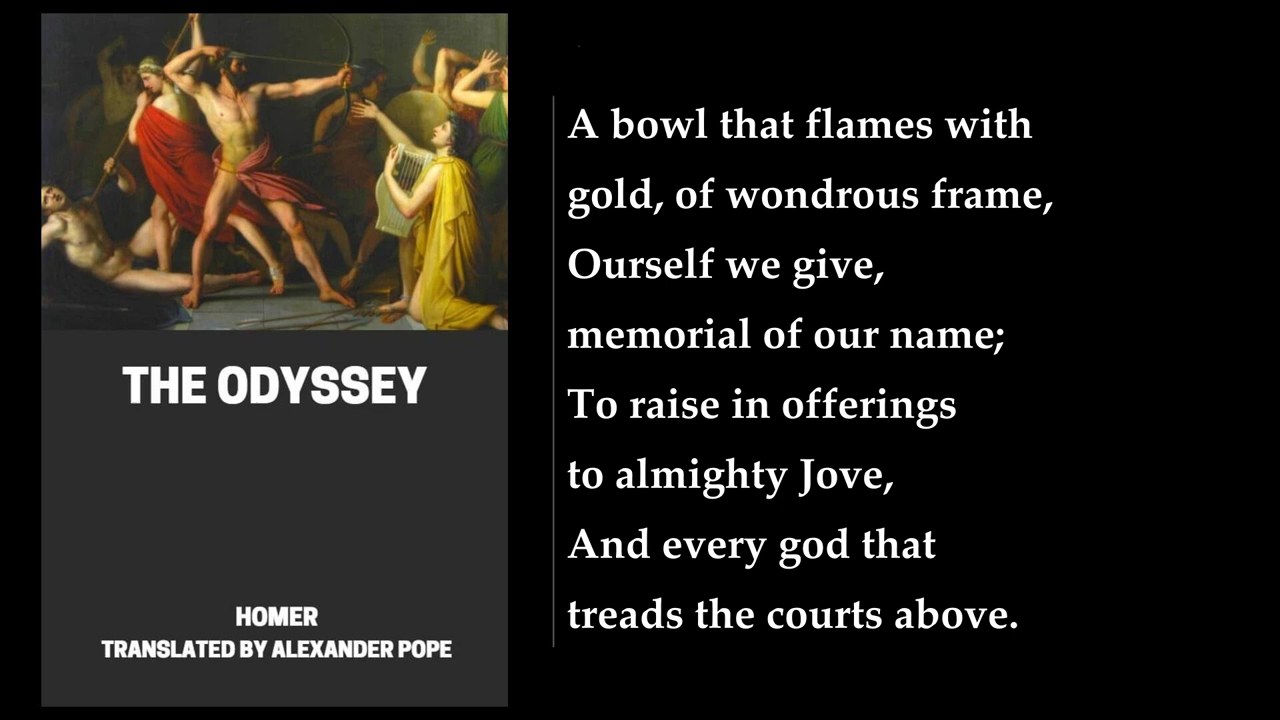 THE ODYSSEY
HOMER
TRANSLATED BY ALEXANDER POPE
A bowl that flames with
gold, of wondrous frame,
Ourself we give,
memorial of our name;
To raise in offerings
to almighty Jove,
And every god that
treads the courts above.